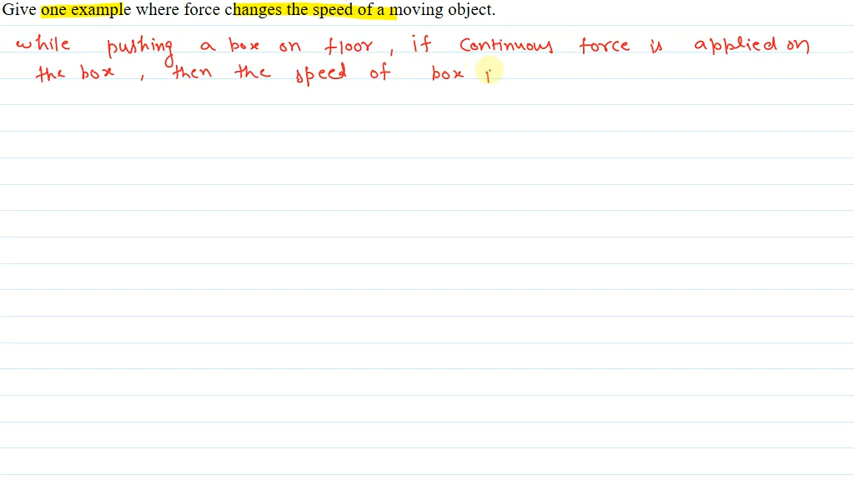 Give one example where force changes the speed of a moving object.
while pushing a box on floor, if continuous force is applied on
the box, then the speed of box i